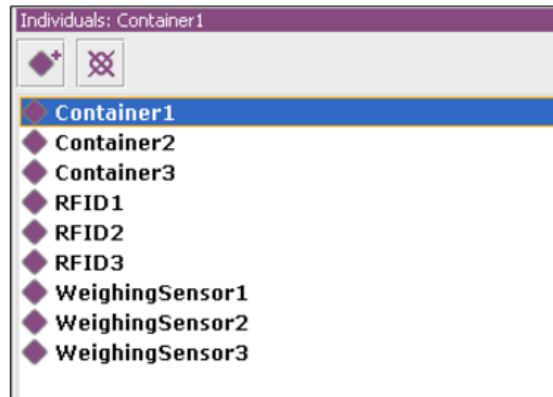 Individuals: Container1
Container1
Container2
Container3
RFID1
RFID2
RFID3
WeighingSensor1
WeighingSensor2
WeighingSensor3